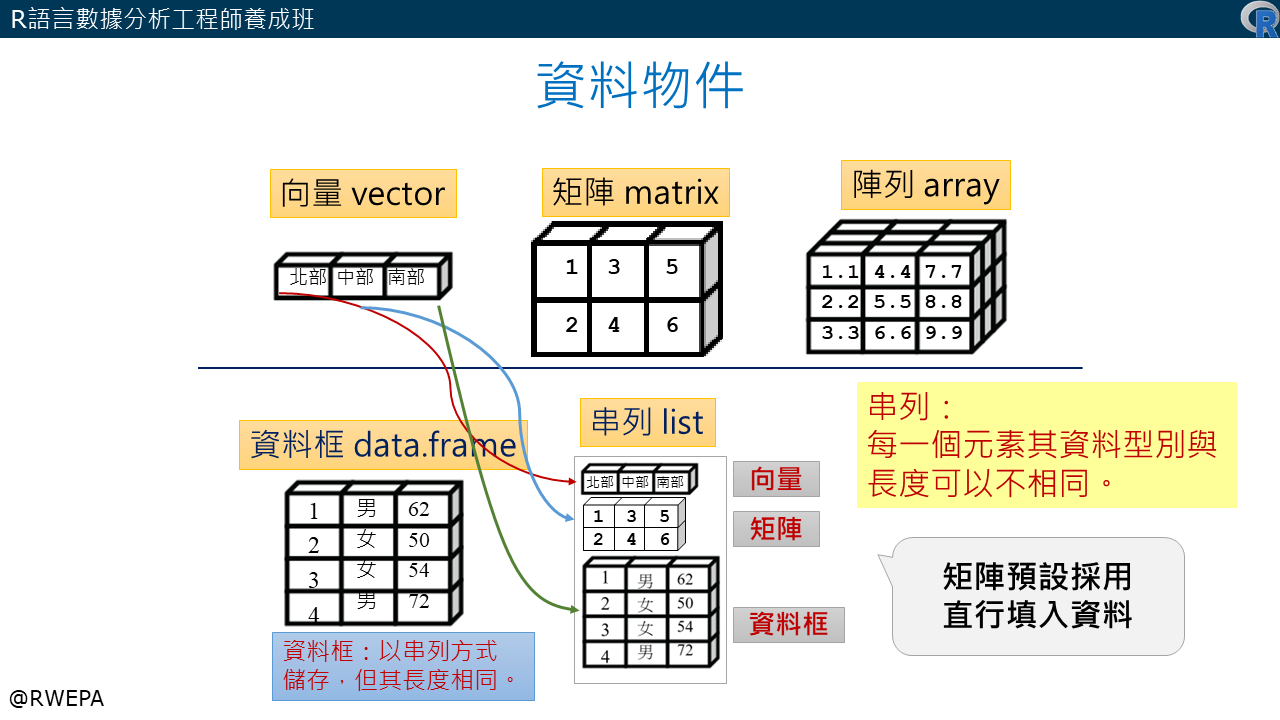 R語言數據分析工程師養成班
R
資料物件
向量 vector
矩陣 matrix
陣列 array
北部 中部 南部
1 3 5
2 4 6
1.1 4.4 7.7
2.2 5.5 8.8
3.3 6.6 9.9
資料框 data.frame
1 男 62
2 女 50
3 女 54
4 男 72
資料框：以串列方式
儲存，但其長度相同。
串列 list
北部 中部 南部
向量
1 3 5
2 4 6
矩陣
1 男 62
2 女 50
3 女 54
4 男 72
資料框
串列：
每一個元素其資料型別與
長度可以不相同。
矩陣預設採用
直行填入資料
@RWEPA